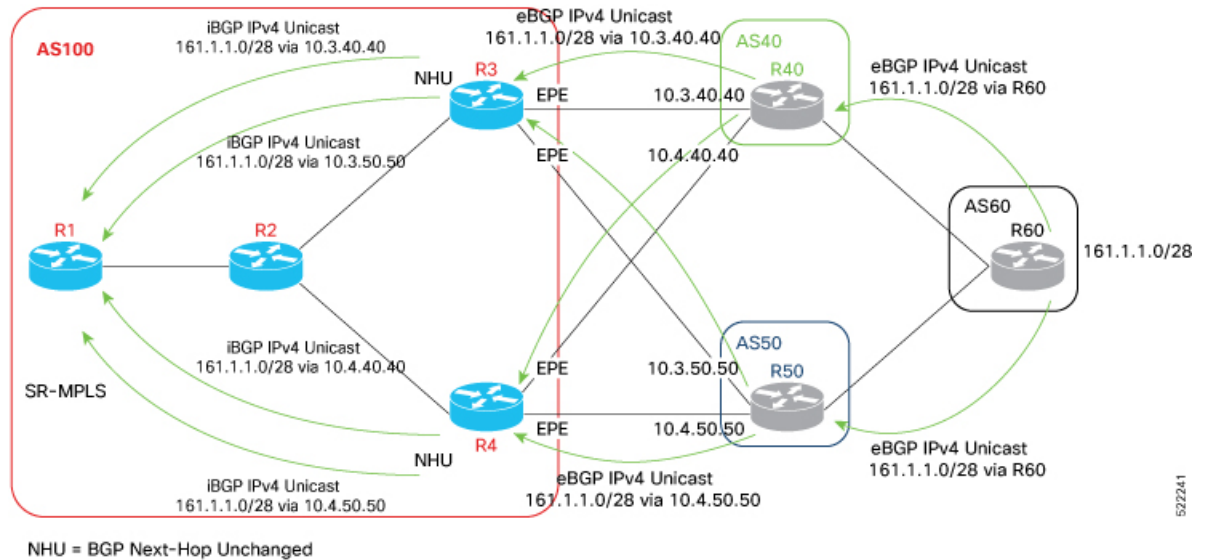 AS100
iBGP IPv4 Unicast
161.1.1.0/28 via 10.3.40.40
eBGP IPv4 Unicast
161.1.1.0/28 via 10.3.40.40
AS40
R40
eBGP IPv4 Unicast
161.1.1.0/28 via R60
NHU
R3
EPE
10.3.40.40
iBGP IPv4 Unicast
161.1.1.0/28 via 10.3.50.50
EPE
10.4.40.40
R1
R2
AS60
R60
161.1.1.0/28
iBGP IPv4 Unicast
161.1.1.0/28 via 10.4.40.40
SR-MPLS
EPE
10.3.50.50
AS50
R50
R4
EPE
10.4.50.50
NHU
eBGP IPv4 Unicast
161.1.1.0/28 via R60
iBGP IPv4 Unicast
161.1.1.0/28 via 10.4.50.50
eBGP IPv4 Unicast
161.1.1.0/28 via 10.4.50.50
522241
NHU = BGP Next-Hop Unchanged